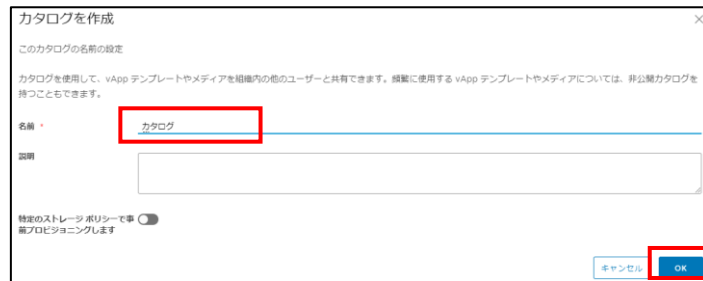 カタログを作成
このカタログの名前の設定
カタログを使用して、vApp テンプレートやメディアを組織内の他のユーザーと共有できます。頻繁に使用する vApp テンプレートやメディアについては、非公開カタログを
持つこともできます。
名前 *
カタログ
説明
特定のストレージ ポリシーで事
前プロビジョニングします
キャンセル
OK